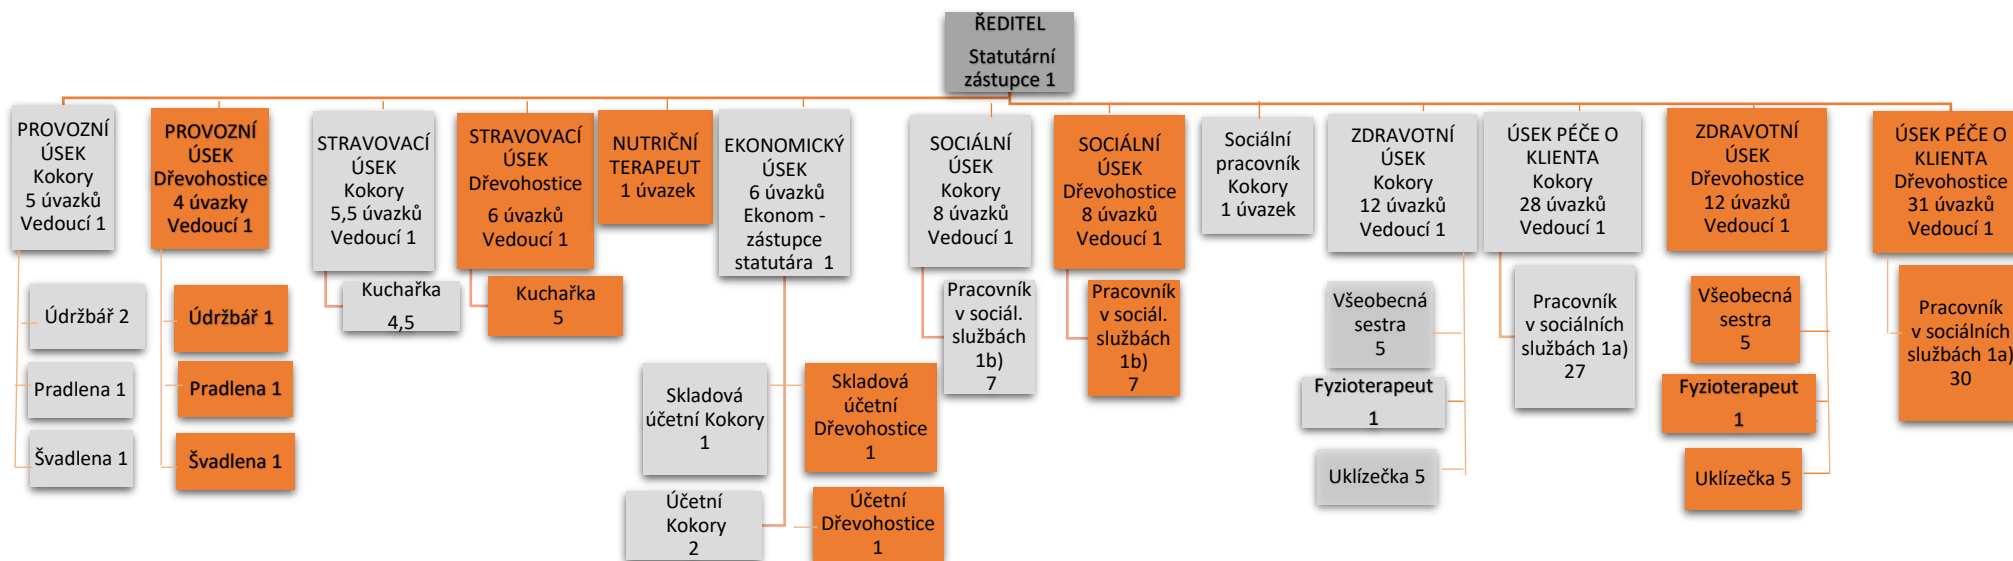 ŘEDITEL
Statutární
zástupce 1
PROVOZNÍ
ÚSEK
Kokory
5 úvazků
Vedoucí 1
PROVOZNÍ
ÚSEK
Dřevohostice
4 úvazky
Vedoucí 1
STRAVOVACÍ
ÚSEK
Kokory
5,5 úvazků
Vedoucí 1
STRAVOVACÍ
ÚSEK
Dřevohostice
6 úvazků
Vedoucí 1
NUTRIČNÍ
TERAPEUT
1 úvazek
EKONOMICKÝ
ÚSEK
6 úvazků
Ekonom -
zástupce
statutára 1
SOCIÁLNÍ
ÚSEK
Kokory
8 úvazků
Vedoucí 1
SOCIÁLNÍ
ÚSEK
Dřevohostice
8 úvazků
Vedoucí 1
Sociální
pracovník
Kokory
1 úvazek
ZDRAVOTNÍ
ÚSEK
Kokory
12 úvazků
Vedoucí 1
ÚSEK PÉČE O
KLIENTA
Kokory
28 úvazků
Vedoucí 1
ZDRAVOTNÍ
ÚSEK
Dřevohostice
12 úvazků
Vedoucí 1
ÚSEK PÉČE O
KLIENTA
Dřevohostice
31 úvazků
Vedoucí 1
Údržbář 2
Pradlena 1
Švadlena 1
Údržbář 1
Pradlena 1
Švadlena 1
Kuchařka
4,5
Kuchařka
5
Skladová
účetní Kokory
1
Skladová
účetní
Dřevohostice
1
Účetní
Kokory
2
Účetní
Dřevohostice
1
Pracovník
v sociál.
službách
1b)
7
Pracovník
v sociál.
službách
1b)
7
Všeobecná
sestra
5
Fyzioterapeut
1
Uklízečka 5
Pracovník
v sociálních
službách 1a)
27
Všeobecná
sestra
5
Fyzioterapeut
1
Uklízečka 5
Pracovník
v sociálních
službách 1a)
30